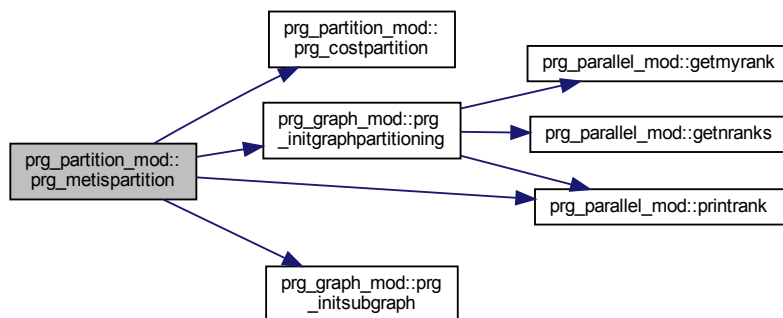 prg_partition_mod::
prg_metispartition
prg_partition_mod::
prg_costpartition
prg_graph_mod::prg
_initgraphpartitioning
prg_graph_mod::prg
_initsubgraph
prg_parallel_mod::getmyrank
prg_parallel_mod::getnranks
prg_parallel_mod::printrank